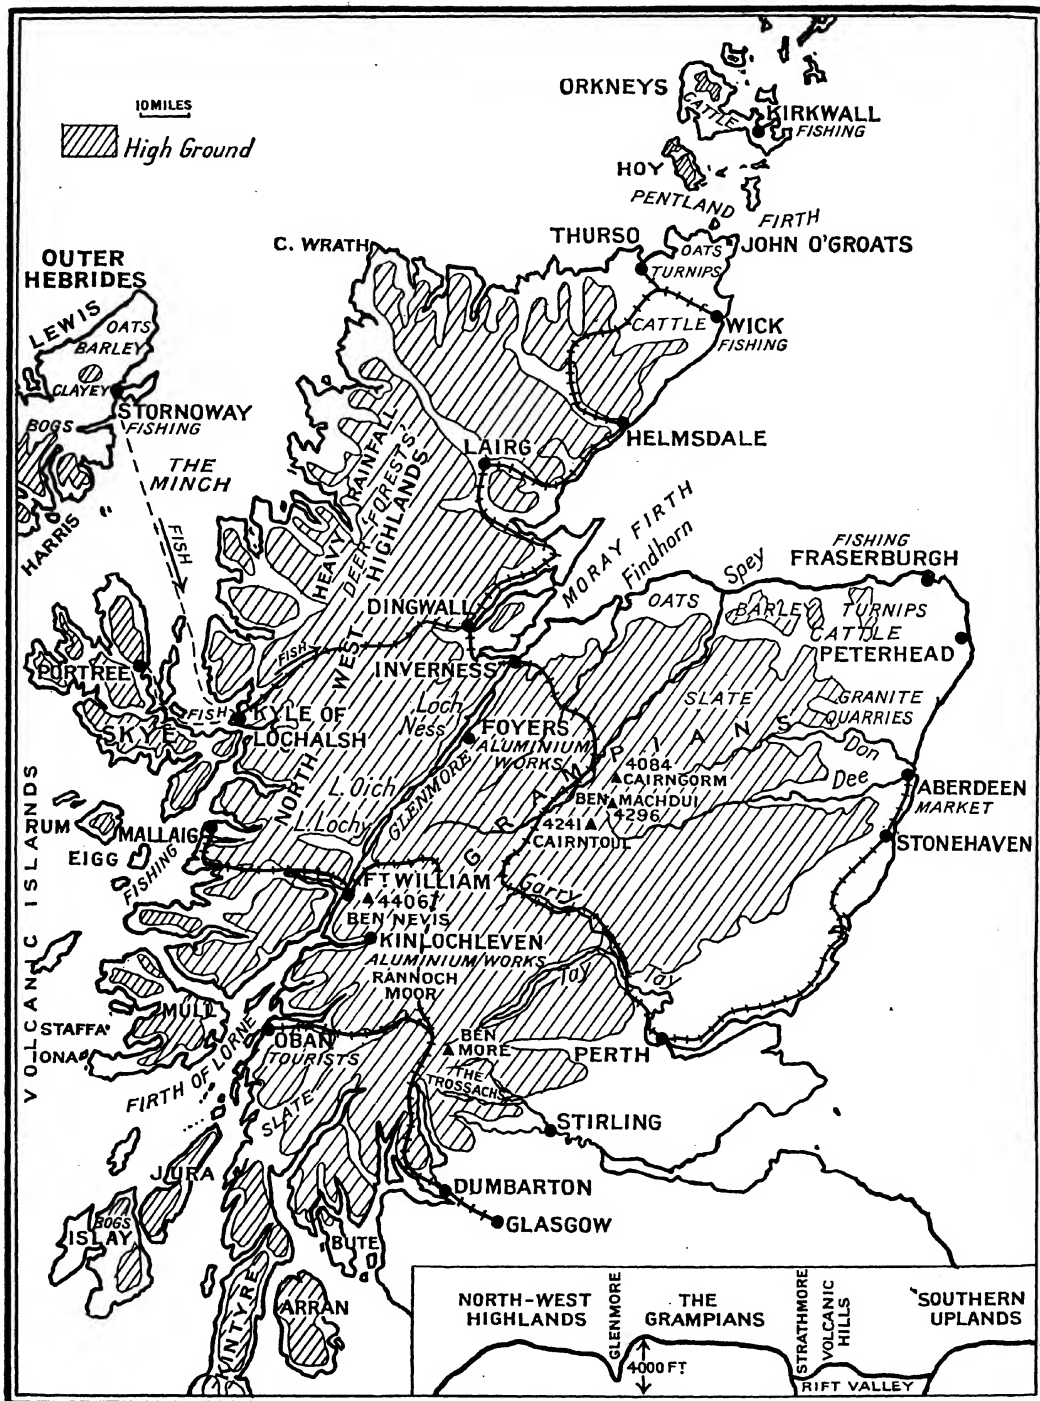 10 MILES
High Ground
ORKNEYS
CATTLE
KIRKWALL
FISHING
HOY
PENTLAND
FIRTH
C. WRATH
THURSO
OATS
JOHN O'GROATS
TURNIPS
OUTER
HEBRIDES
LEWIS
OATS
BARLEY
CLAYEY
CATTLE
WICK
FISHING
STORNOWAY
FISHING
BOGS
THE
MINCH
HARRIS
FISH
HEAVY RAINFALL
'DEER-FORESTS'
NORTH WEST HIGHLANDS
LAIRG
HELMSDALE
MORAY FIRTH
Findhorn
Spey
FISHING
FRASERBURGH
DINGWALL
OATS
BARLEY
TURNIPS
CATTLE
PETERHEAD
FISH
INVERNESS
PORTREE
SKYE
FISH
KYLE OF
LOCHALSH
Loch
Ness
FOYERS
ALUMINIUM
WORKS
SLATE
GRANITE
QUARRIES
GRAMPIANS
Don
Dee
4084
CAIRNGORM
BEN MACHDUI
4296
4241
CAIRNTOUL
ABERDEEN
MARKET
STONEHAVEN
L. Oich
L. Lochy
GLENMORE
VOLCANIC ISLANDS
RUM
EIGG
MALLAIG
FISHING
FT WILLIAM
4406
BEN NEVIS
Garry
KINLOCHLEVEN
ALUMINIUM WORKS
RANNOCH
MOOR
Tay
Tay
MULL
STAFFA
IONA
OBAN
TOURISTS
FIRTH OF LORNE
BEN
MORE
THE
TROSSACHS
PERTH
SLATE
STIRLING
JURA
DUMBARTON
GLASGOW
BOGS
ISLAY
BUTE
KINTYRE
ARRAN
NORTH-WEST
HIGHLANDS
GLENMORE
THE
GRAMPIANS
STRATHMORE
VOLCANIC
HILLS
SOUTHERN
UPLANDS
4000 FT.
RIFT VALLEY